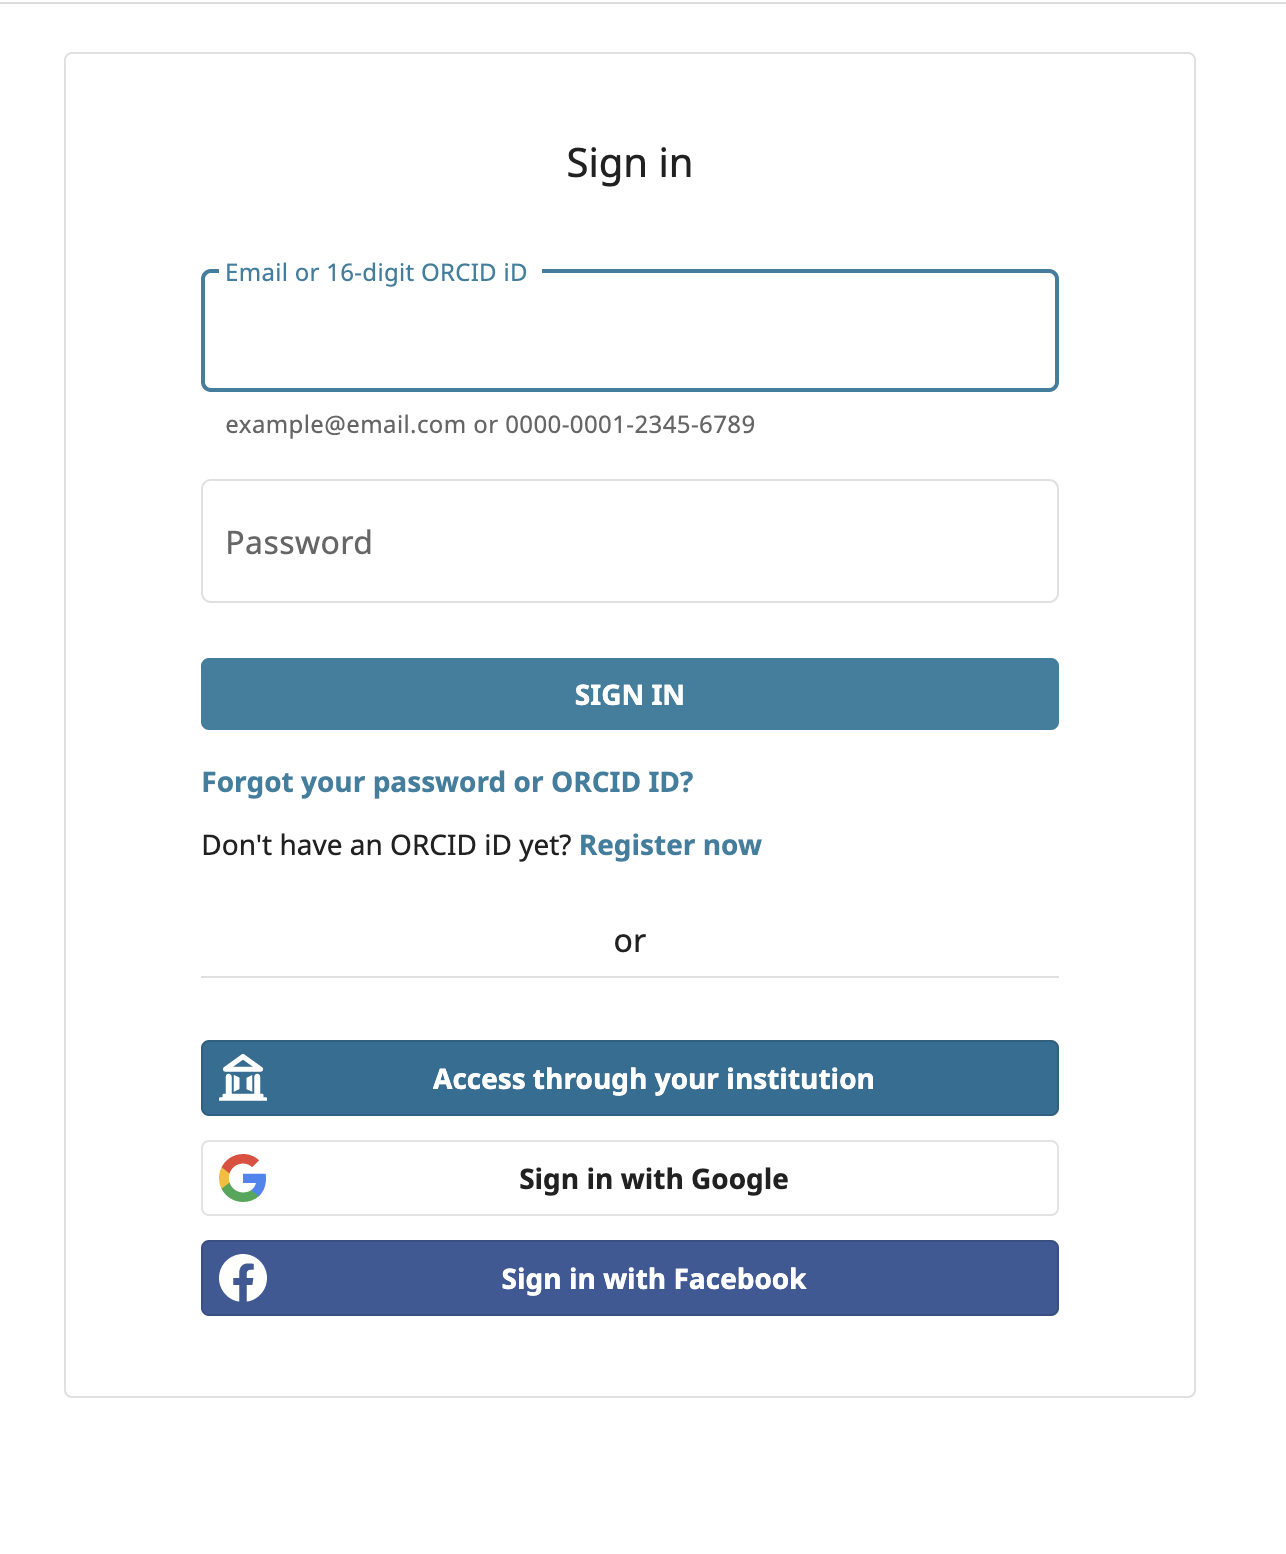 Sign in
Email or 16-digit ORCID iD
example@email.com or 0000-0001-2345-6789
Password
SIGN IN
Forgot your password or ORCID ID?
Don't have an ORCID iD yet? Register now
or
Access through your institution
Sign in with Google
Sign in with Facebook